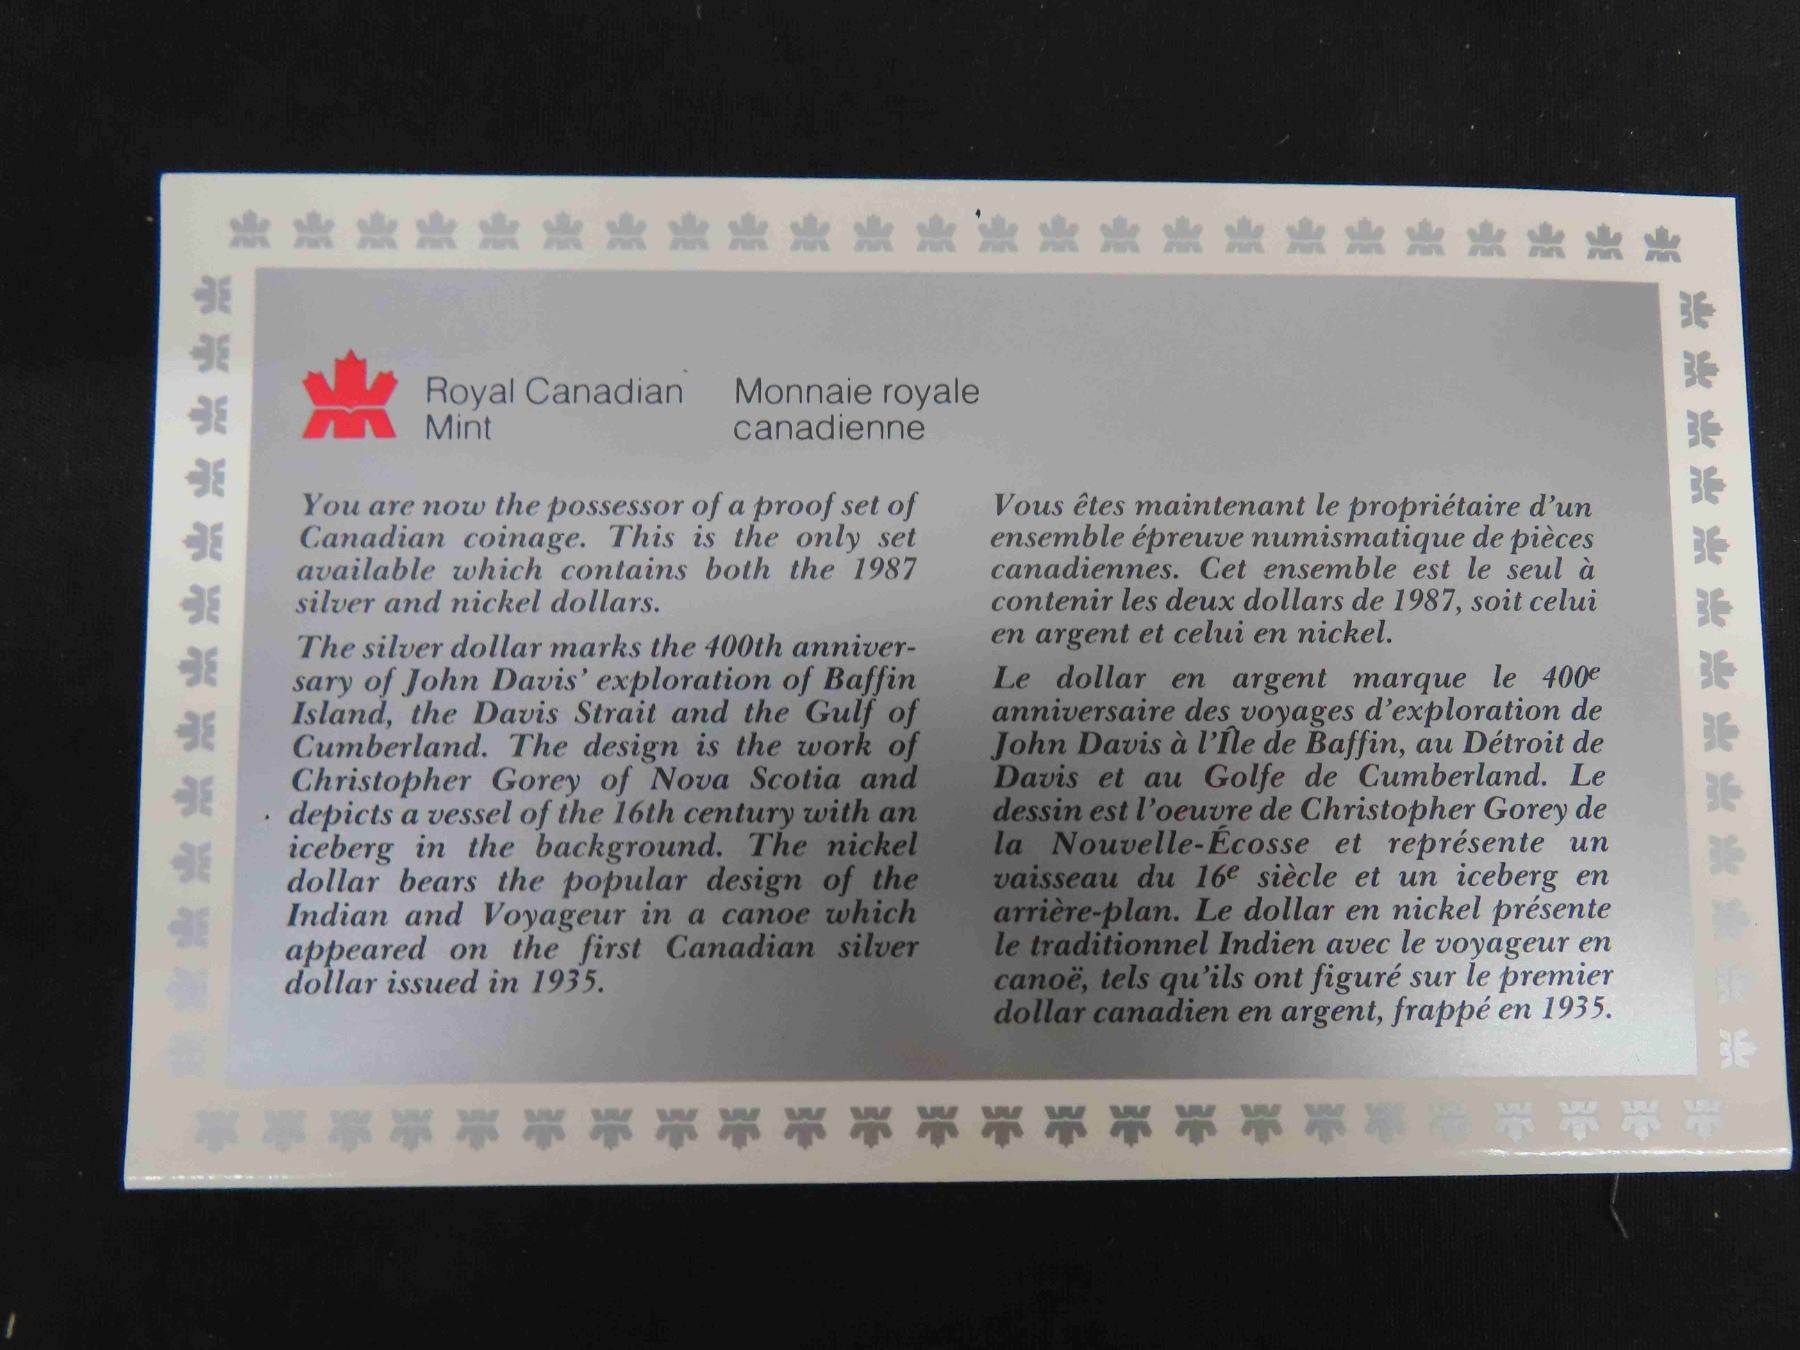 Royal Canadian
Mint
Monnaie royale
canadienne
You are now the possessor of a proof set of
Canadian coinage. This is the only set
available which contains both the 1987
silver and nickel dollars.
The silver dollar marks the 400th anniver-
sary of John Davis' exploration of Baffin
Island, the Davis Strait and the Gulf of
Cumberland. The design is the work of
Christopher Gorey of Nova Scotia and
depicts a vessel of the 16th century with an
iceberg in the background. The nickel
dollar bears the popular design of the
Indian and Voyageur in a canoe which
appeared on the first Canadian silver
dollar issued in 1935.
Vous êtes maintenant le propriétaire d'un
ensemble épreuve numismatique de pièces
canadiennes. Cet ensemble est le seul à
contenir les deux dollars de 1987, soit celui
en argent et celui en nickel.
Le dollar en argent marque le 400e
anniversaire des voyages d'exploration de
John Davis à l'Île de Baffin, au Détroit de
Davis et au Golfe de Cumberland. Le
dessin est l'oeuvre de Christopher Gorey de
la Nouvelle-Écosse et représente un
vaisseau du 16e siècle et un iceberg en
arrière-plan. Le dollar en nickel présente
le traditionnel Indien avec le voyageur en
canoë, tels qu'ils ont figuré sur le premier
dollar canadien en argent, frappé en 1935.